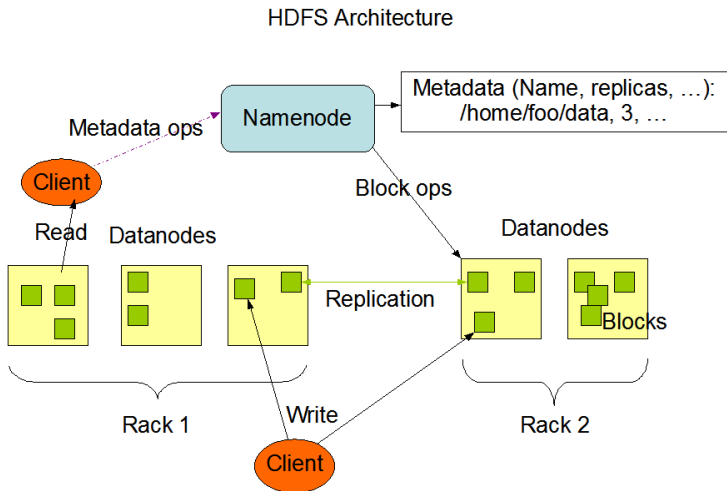 HDFS Architecture
Metadata (Name, replicas, …):
/home/foo/data, 3, …
Namenode
Metadata ops
Client
Block ops
Read
Datanodes
Datanodes
Replication
Blocks
Rack 1
Write
Rack 2
Client